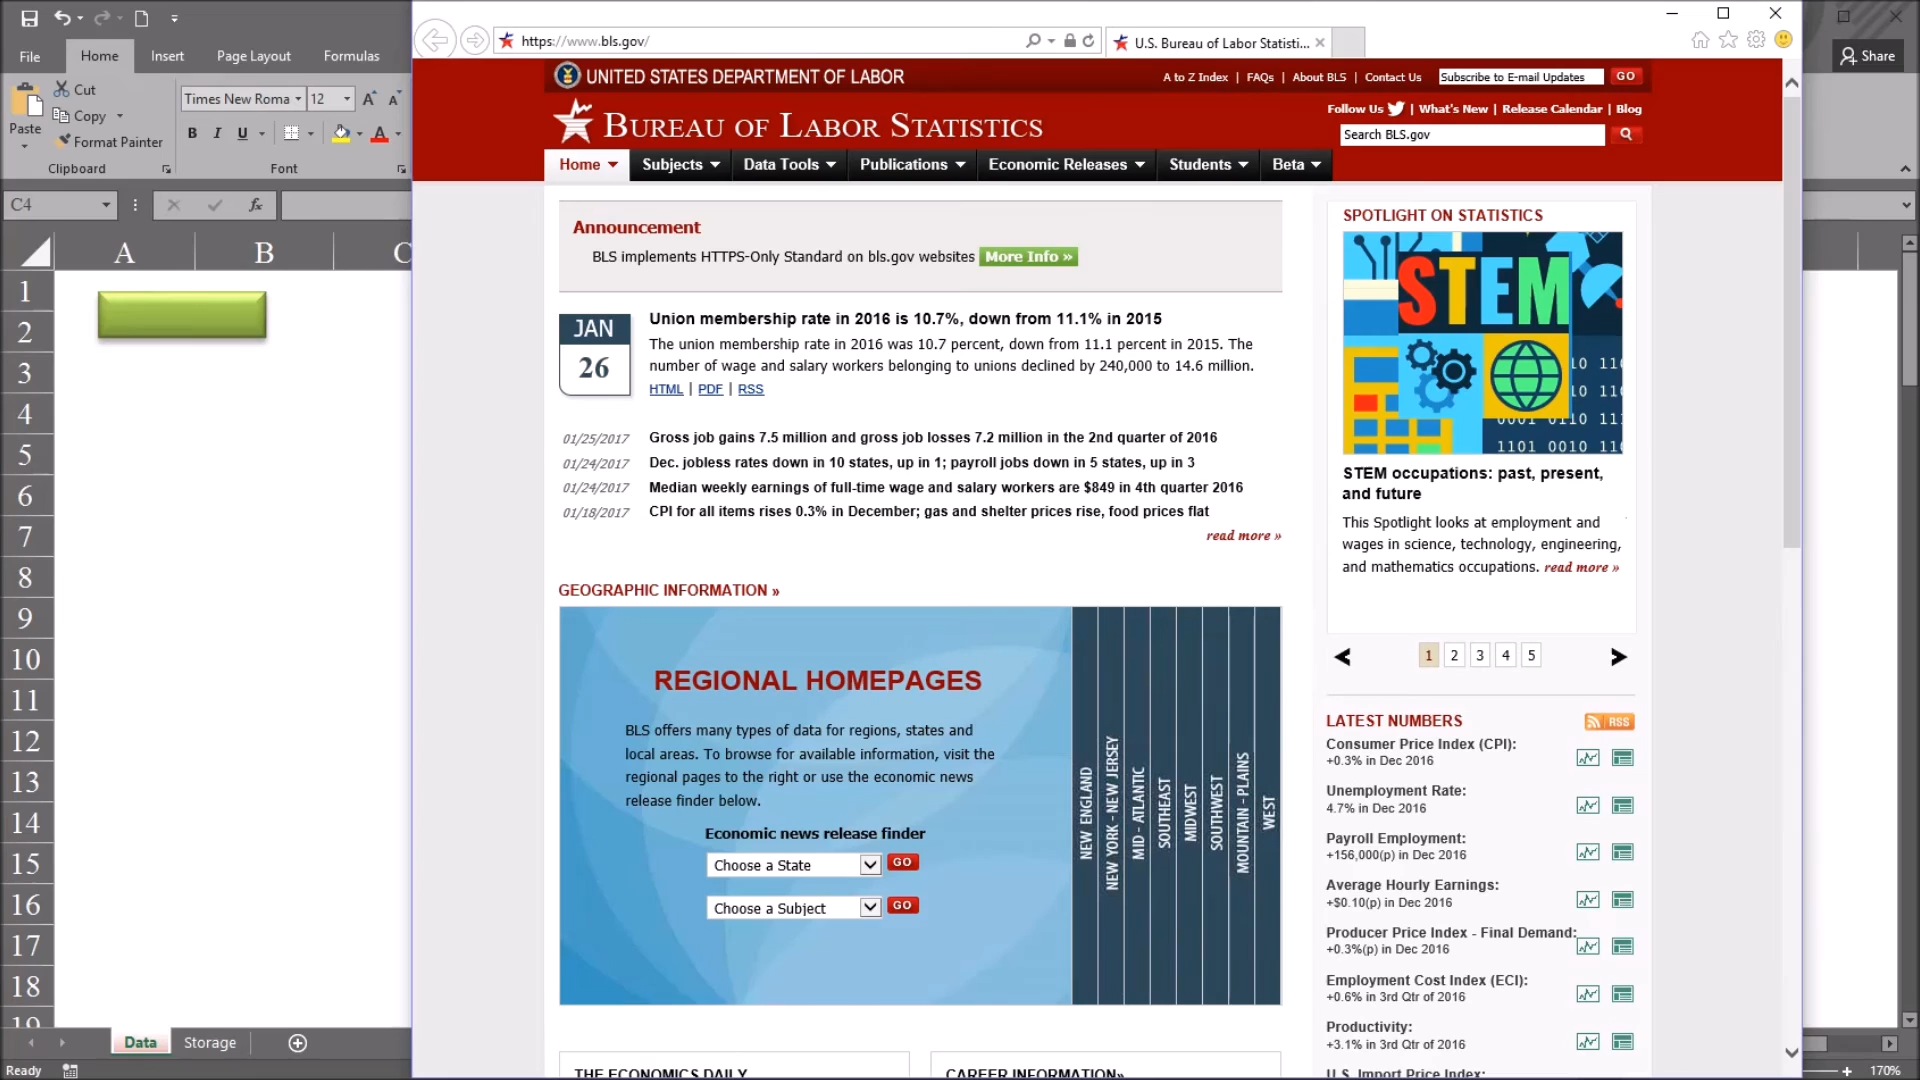 File
Home
Insert
Page Layout
Formulas
Share
Paste
Cut
Copy
Format Painter
Clipboard
Times New Roma
12
B I U
Font
C4
fx
A
B
C
1
2
3
4
5
6
7
8
9
10
11
12
13
14
15
16
17
18
19
Data
Storage
Ready
170%
https://www.bls.gov/
U.S. Bureau of Labor Statisti...
UNITED STATES DEPARTMENT OF LABOR
A to Z Index | FAQs | About BLS | Contact Us
Subscribe to E-mail Updates
GO
Follow Us | What's New | Release Calendar | Blog
BUREAU OF LABOR STATISTICS
Search BLS.gov
Home
Subjects
Data Tools
Publications
Economic Releases
Students
Beta
Announcement
BLS implements HTTPS-Only Standard on bls.gov websites More Info »
JAN
26
Union membership rate in 2016 is 10.7%, down from 11.1% in 2015
The union membership rate in 2016 was 10.7 percent, down from 11.1 percent in 2015. The
number of wage and salary workers belonging to unions declined by 240,000 to 14.6 million.
HTML | PDF | RSS
01/25/2017 Gross job gains 7.5 million and gross job losses 7.2 million in the 2nd quarter of 2016
01/24/2017 Dec. jobless rates down in 10 states, up in 1; payroll jobs down in 5 states, up in 3
01/24/2017 Median weekly earnings of full-time wage and salary workers are $849 in 4th quarter 2016
01/18/2017 CPI for all items rises 0.3% in December; gas and shelter prices rise, food prices flat
read more »
GEOGRAPHIC INFORMATION »
REGIONAL HOMEPAGES
BLS offers many types of data for regions, states and
local areas. To browse for available information, visit the
regional pages to the right or use the economic news
release finder below.
Economic news release finder
Choose a State
GO
Choose a Subject
GO
NEW ENGLAND
NEW YORK - NEW JERSEY
MID - ATLANTIC
SOUTHEAST
MIDWEST
SOUTHWEST
MOUNTAIN - PLAINS
WEST
THE ECONOMICS DAILY
CAREER INFORMATION»
SPOTLIGHT ON STATISTICS
STEM
10 11
10 11
0001 0110 11
1101 0010 11
STEM occupations: past, present,
and future
This Spotlight looks at employment and
wages in science, technology, engineering,
and mathematics occupations. read more »
1 2 3 4 5
LATEST NUMBERS
RSS
Consumer Price Index (CPI):
+0.3% in Dec 2016
Unemployment Rate:
4.7% in Dec 2016
Payroll Employment:
+156,000(p) in Dec 2016
Average Hourly Earnings:
+$0.10(p) in Dec 2016
Producer Price Index - Final Demand:
+0.3%(p) in Dec 2016
Employment Cost Index (ECI):
+0.6% in 3rd Qtr of 2016
Productivity:
+3.1% in 3rd Qtr of 2016
U.S. Import Price Index: